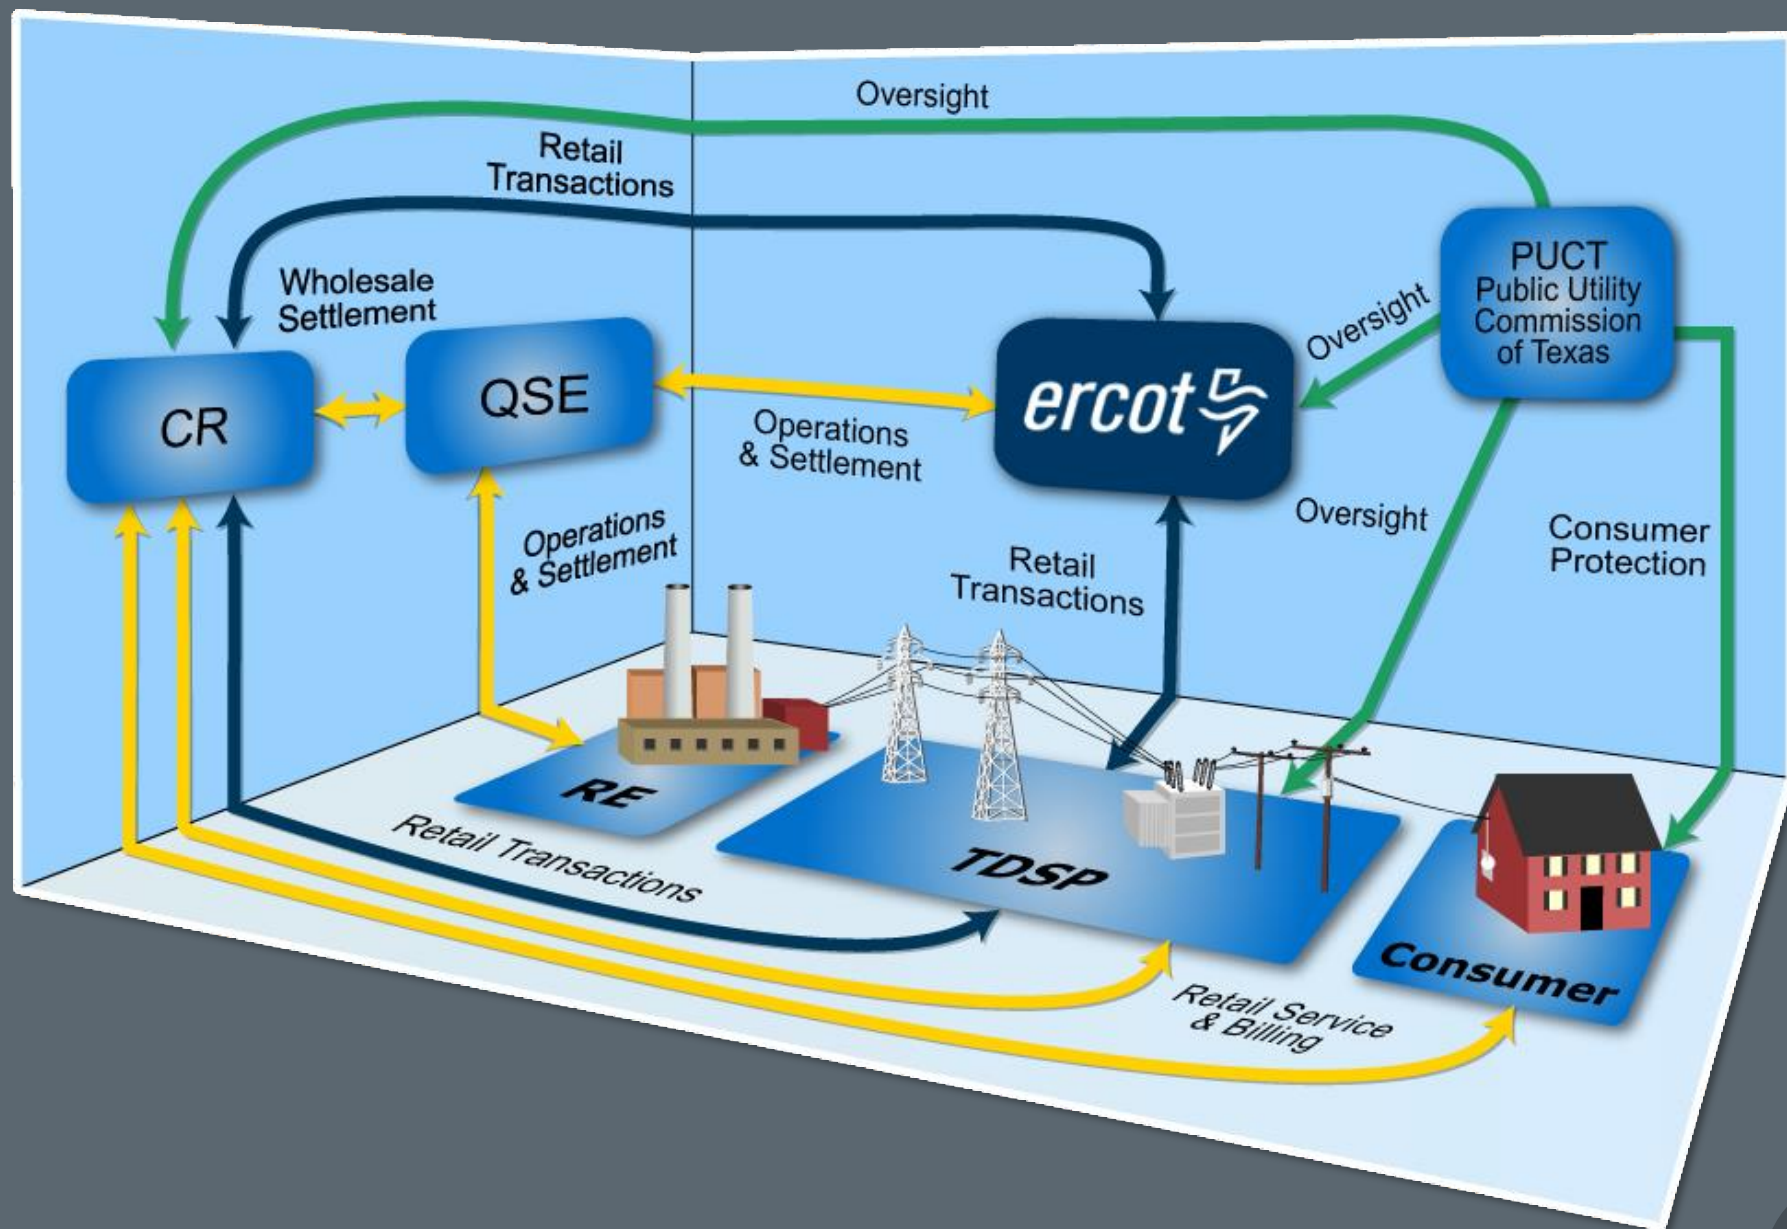 Oversight
Retail
Transactions
Wholesale
Settlement
PUCT
Public Utility
Commission
of Texas
Oversight
CR
QSE
ercot
Operations
& Settlement
Operations
& Settlement
Oversight
Consumer
Protection
Retail
Transactions
RE
Retail Transactions
TDSP
Consumer
Retail Service
& Billing